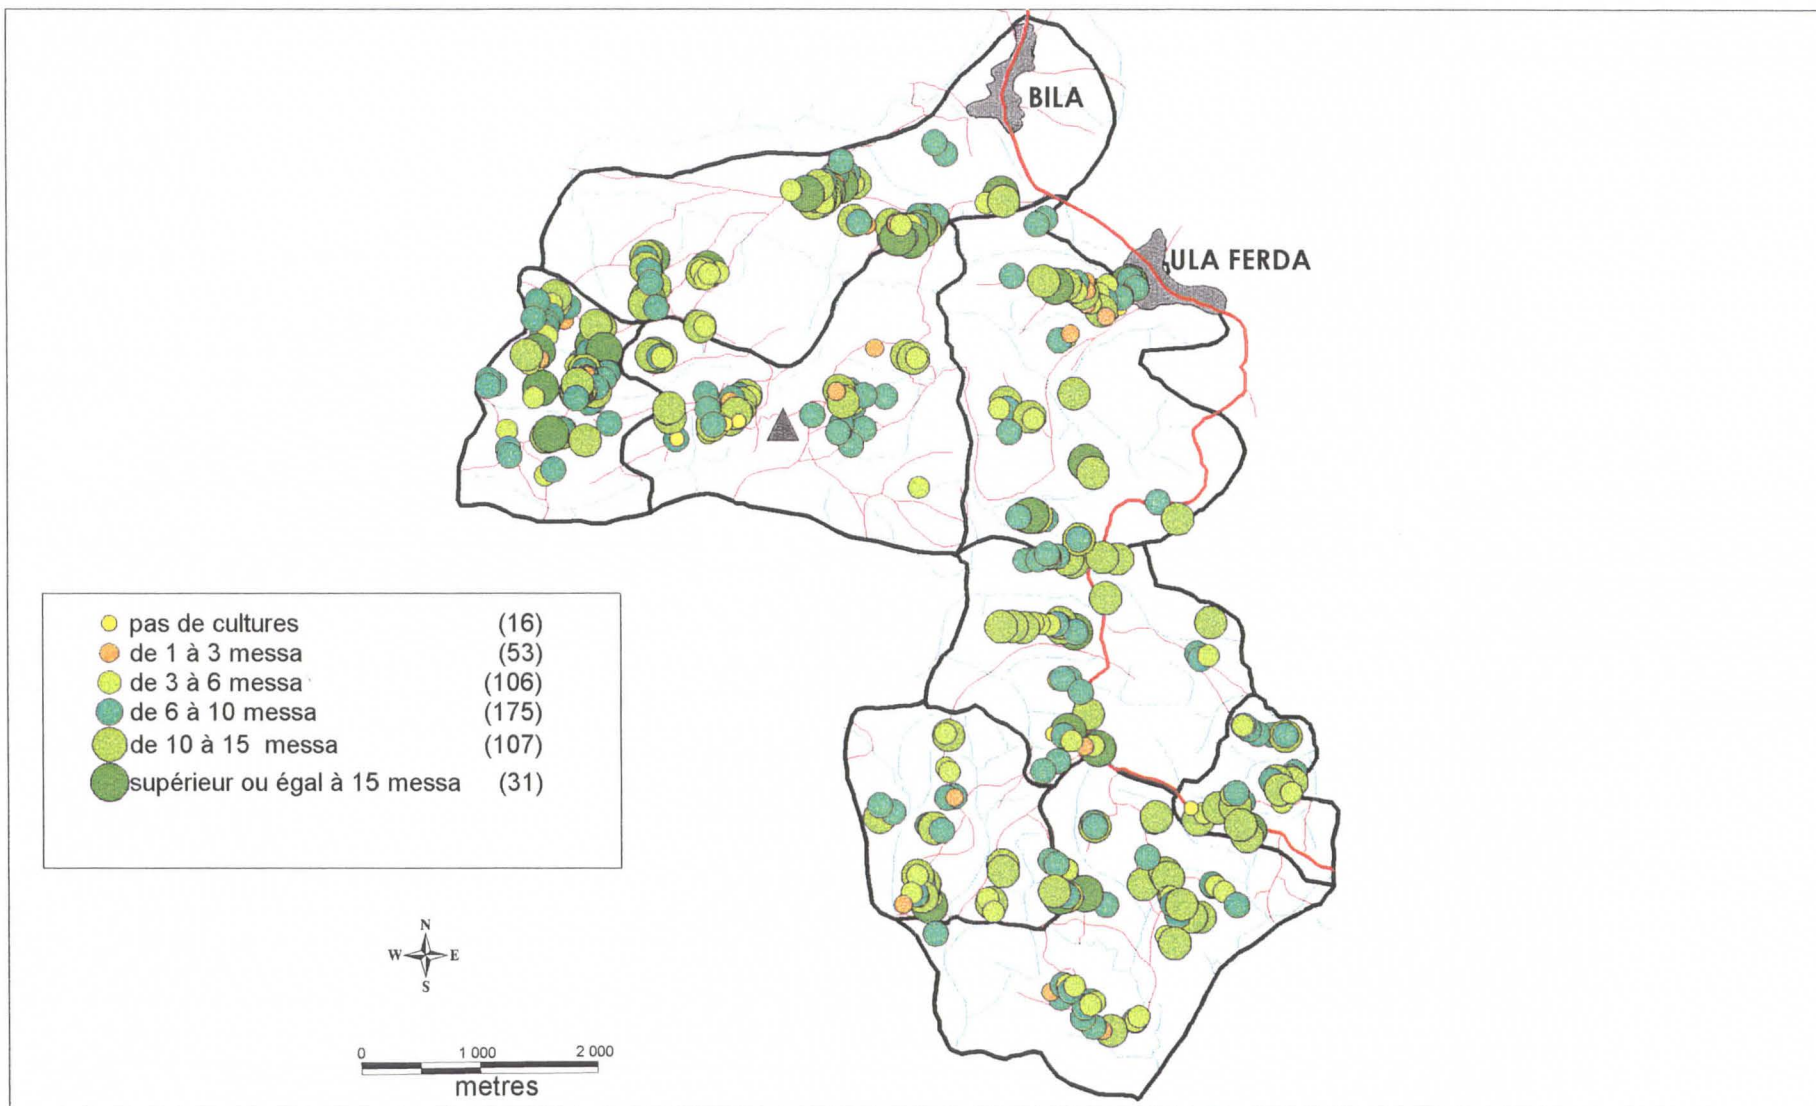 BILA
ULA FERDA
pas de cultures (16)
de 1 à 3 messa (53)
de 3 à 6 messa (106)
de 6 à 10 messa (175)
de 10 à 15 messa (107)
supérieur ou égal à 15 messa (31)
N
W E
S
0 1 000 2 000
metres